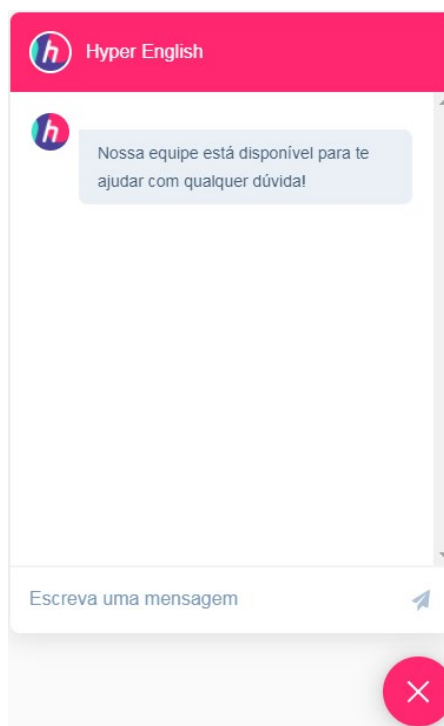 h Hyper English
h
Nossa equipe está disponível para te
ajudar com qualquer dúvida!
Escreva uma mensagem